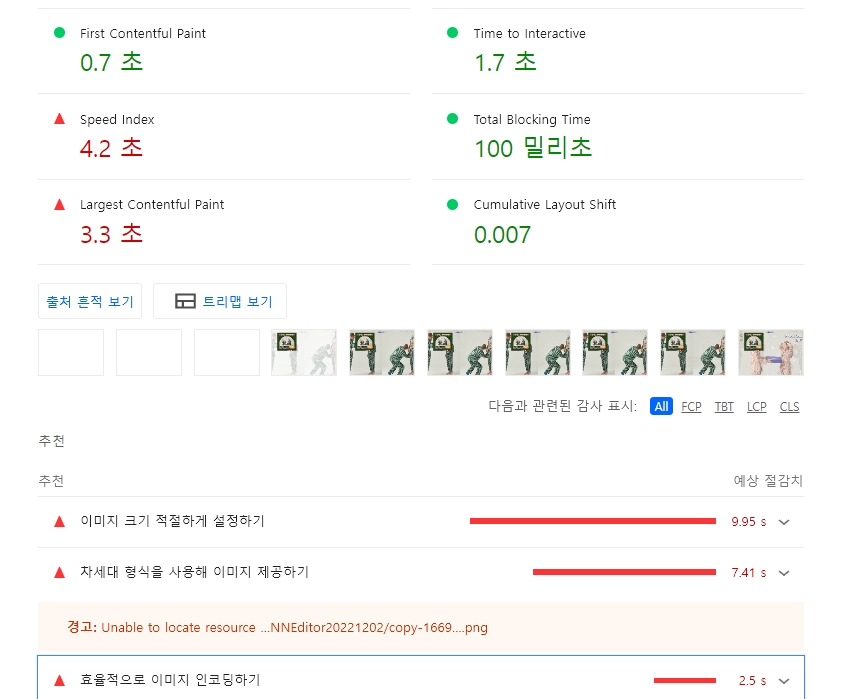 First Contentful Paint
Time to Interactive
0.7 초
1.7 초
Speed Index
Total Blocking Time
4.2 초
100 밀리초
Largest Contentful Paint
Cumulative Layout Shift
3.3 초
0.007
출처 흔적 보기
트리맵 보기
다음과 관련된 감사 표시: All FCP TBT LCP CLS
추천
추천 예상 절감치
이미지 크기 적절하게 설정하기 9.95 s
차세대 형식을 사용해 이미지 제공하기 7.41 s
경고: Unable to locate resource …NNEditor20221202/copy-1669….png
효율적으로 이미지 인코딩하기 2.5 s